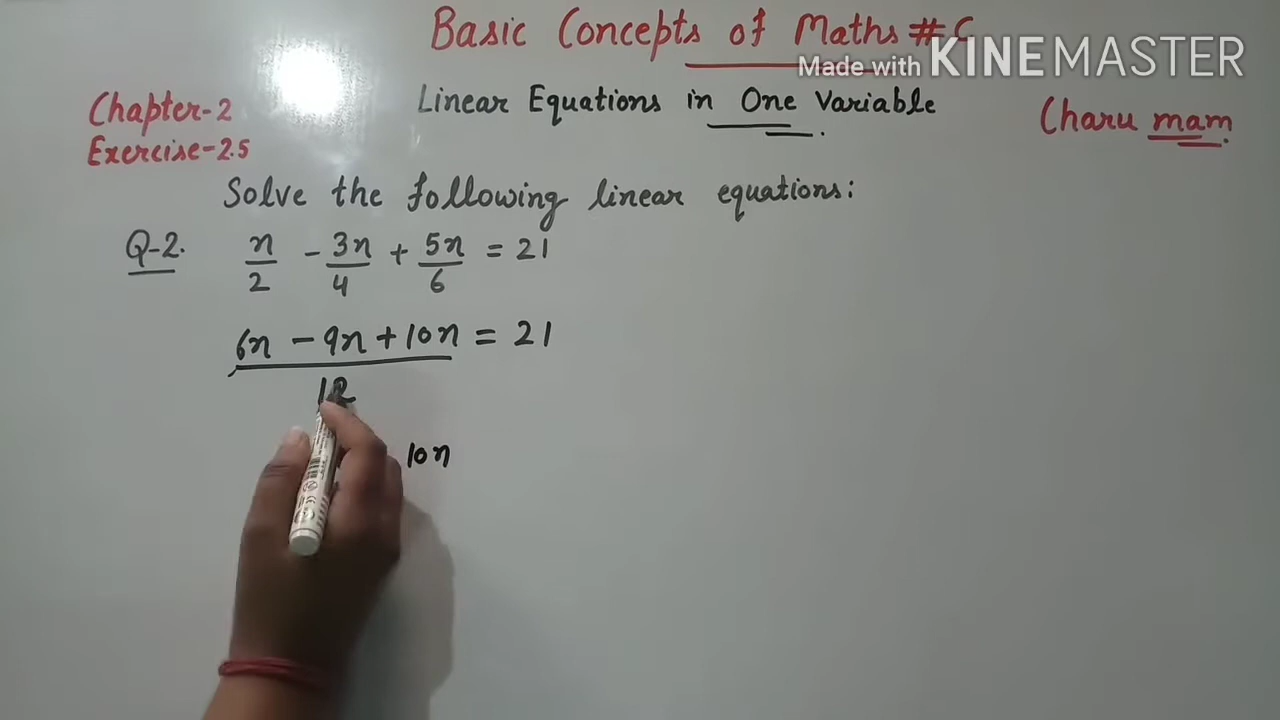 Basic Concepts of Maths #C
Made with KINEMASTER
Chapter-2
Linear Equations in One Variable
Charu mam
Exercise-2.5
Solve the following linear equations:
Q-2. n/2 - 3n/4 + 5n/6 = 21
6n - 9n + 10n = 21
12
10n